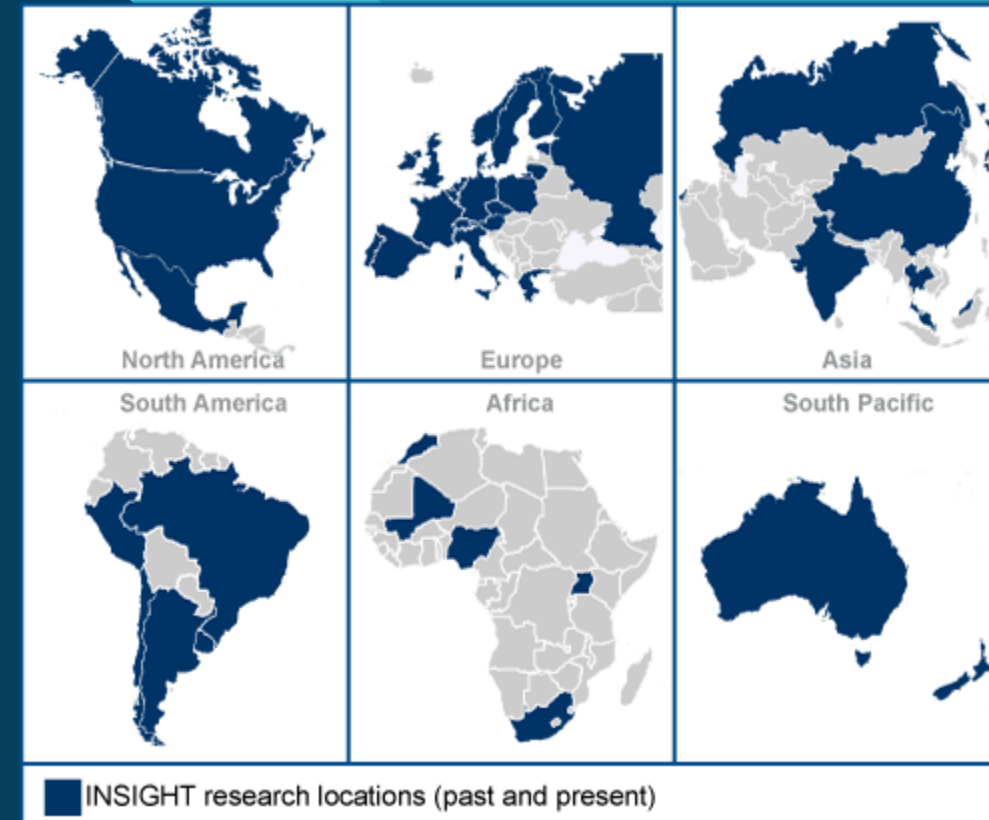 North America
Europe
Asia
South America
Africa
South Pacific
INSIGHT research locations (past and present)